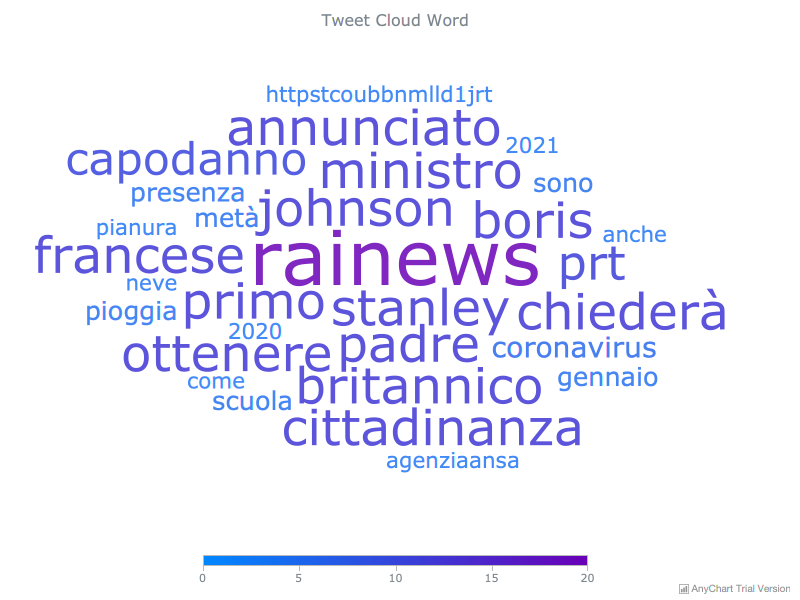 Tweet Cloud Word
httpstcoubbnmlld1jrt
annunciato
2021
capodanno
ministro
sono
presenza
johnson
metà
boris
pianura
anche
francese
rainews
prt
neve
pioggia
primo
stanley
chiederà
2020
ottenere
padre
coronavirus
come
britannico
gennaio
scuola
cittadinanza
agenziaansa
0 5 10 15 20
AnyChart Trial Version